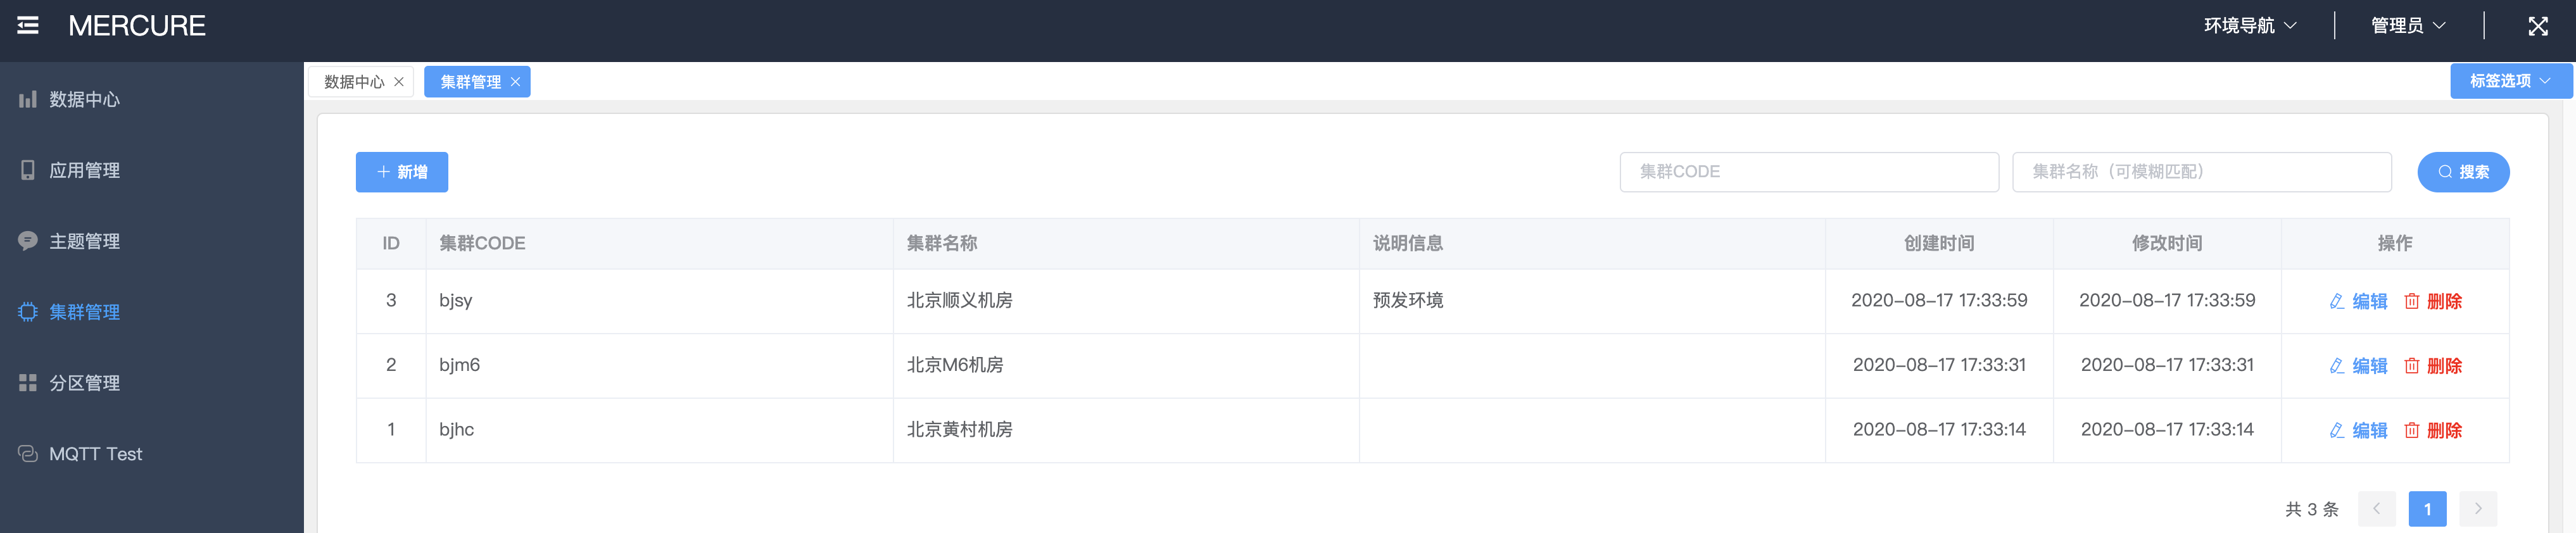 MERCURE
环境导航
管理员
数据中心
应用管理
主题管理
集群管理
分区管理
MQTT Test
数据中心
集群管理
标签选项
新增
集群CODE
集群名称（可模糊匹配）
搜索
ID 集群CODE 集群名称 说明信息 创建时间 修改时间 操作
3 bjsy 北京顺义机房 预发环境 2020-08-17 17:33:59 2020-08-17 17:33:59 编辑 删除
2 bjm6 北京M6机房 2020-08-17 17:33:31 2020-08-17 17:33:31 编辑 删除
1 bjhc 北京黄村机房 2020-08-17 17:33:14 2020-08-17 17:33:14 编辑 删除
共 3 条 1